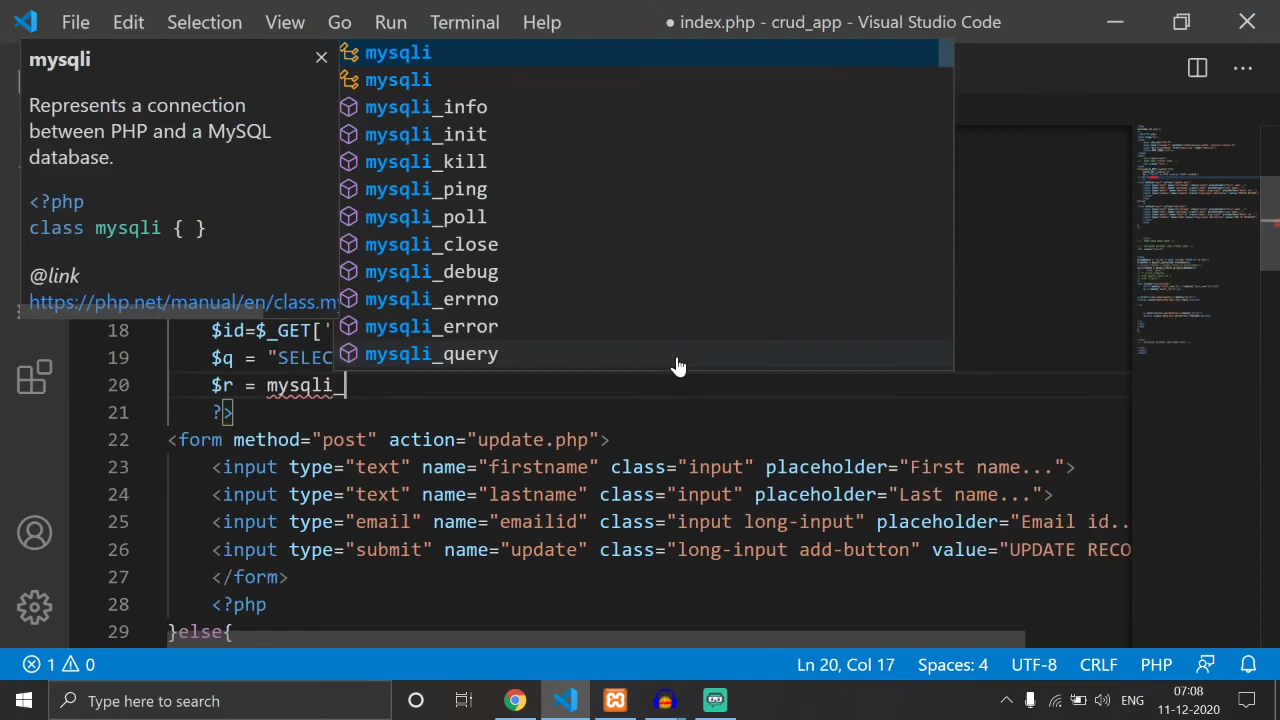 File Edit Selection View Go Run Terminal Help ● index.php - crud_app - Visual Studio Code
mysqli
Represents a connection
between PHP and a MySQL
database.
<?php
class mysqli { }
@link
https://php.net/manual/en/class.my
mysqli
mysqli
mysqli_info
mysqli_init
mysqli_kill
mysqli_ping
mysqli_poll
mysqli_close
mysqli_debug
mysqli_errno
mysqli_error
mysqli_query
18 $id=$_GET['
19 $q = "SELEC
20 $r = mysqli_
21 ?>
22 <form method="post" action="update.php">
23 <input type="text" name="firstname" class="input" placeholder="First name...">
24 <input type="text" name="lastname" class="input" placeholder="Last name...">
25 <input type="email" name="emailid" class="input long-input" placeholder="Email id..
26 <input type="submit" name="update" class="long-input add-button" value="UPDATE RECO
27 </form>
28 <?php
29 }else{
1 0 Ln 20, Col 17 Spaces: 4 UTF-8 CRLF PHP
Type here to search ENG 07:08
11-12-2020